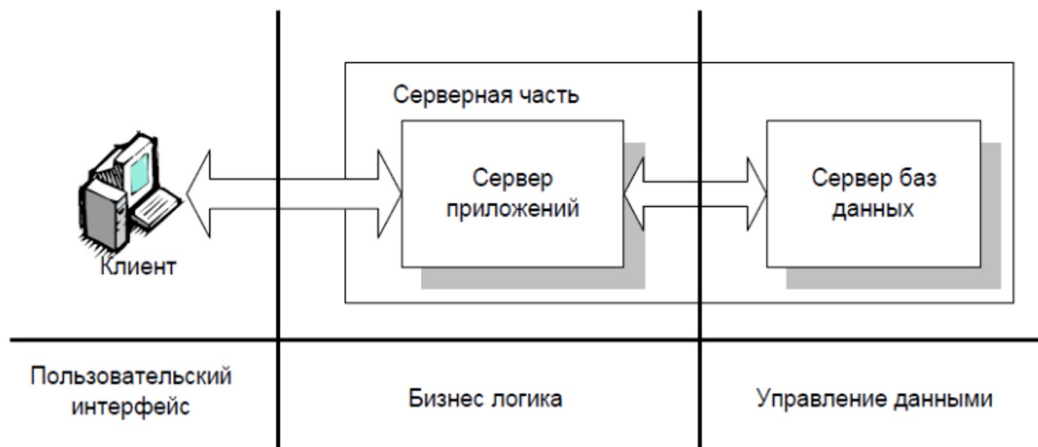 Серверная часть
Сервер
приложений
Сервер баз
данных
Клиент
Пользовательский
интерфейс
Бизнес логика
Управление данными